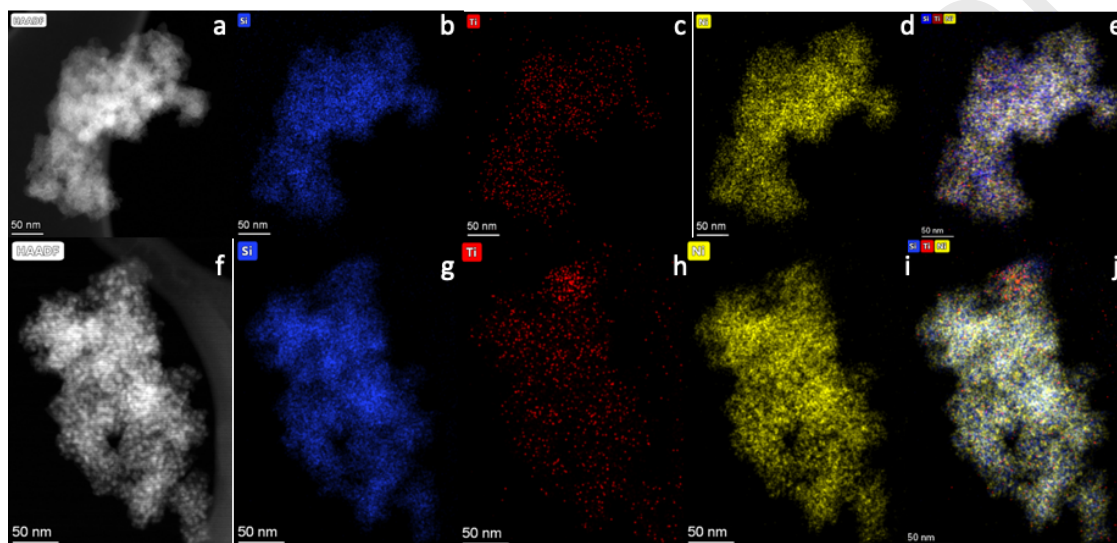 HAADF a
Si b
Ti c
Ni d
Si Ti Ni e
50 nm 50 nm 50 nm 50 nm 50 nm
HAADF f
Si g
Ti h
Ni i
Si Ti Ni j
50 nm 50 nm 50 nm 50 nm 50 nm